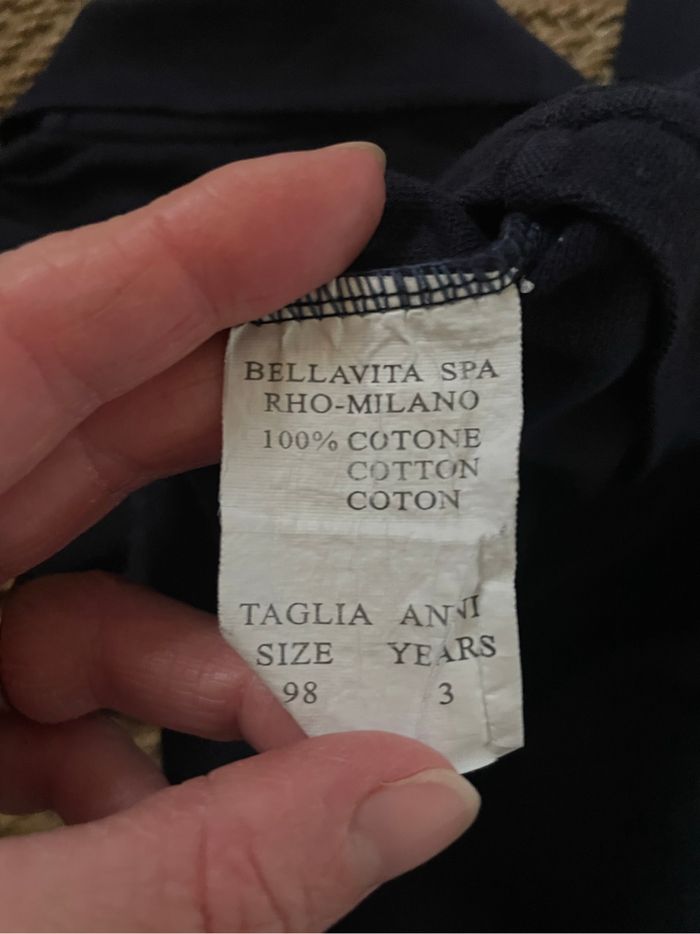 BELLAVITA SPA
RHO-MILANO
100% COTONE
COTTON
COTON
TAGLIA ANNI
SIZE YEARS
98 3